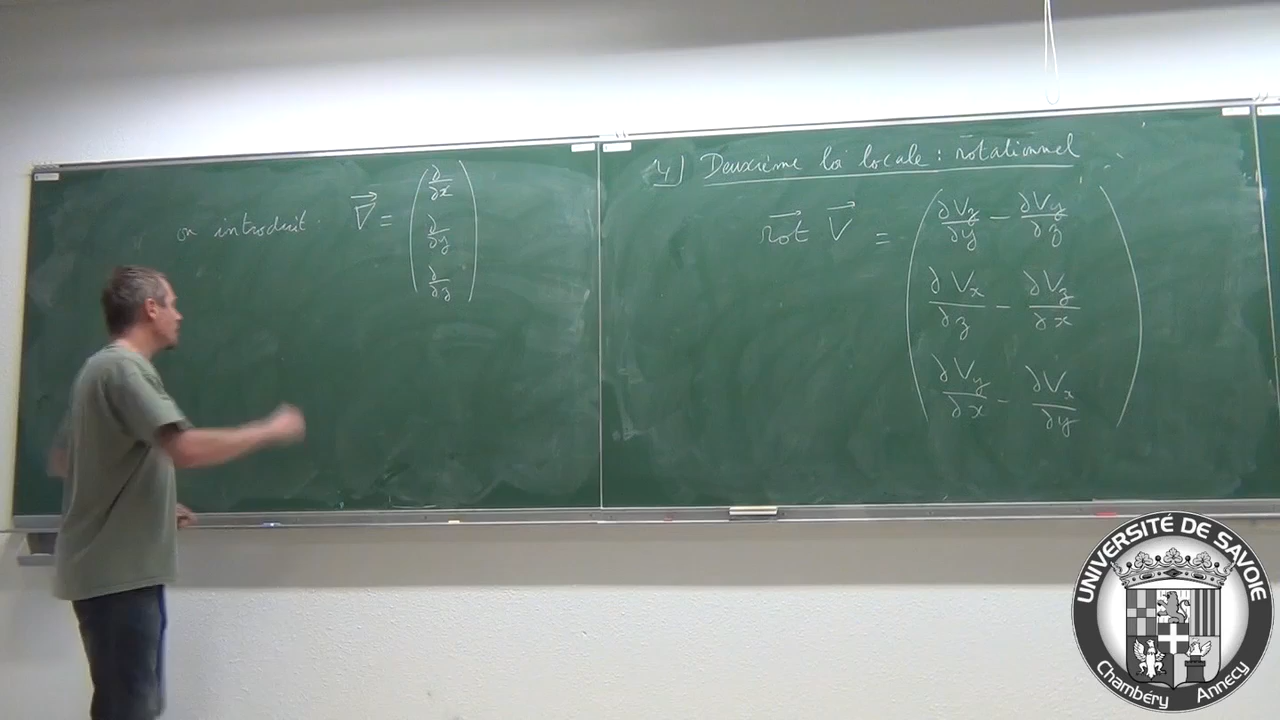 on introduit : ∇⃗ = ( ∂/∂x
∂/∂y
∂/∂z )
4) Deuxième loi locale : rotationnel
rot⃗ V⃗ = ( ∂Vz/∂y − ∂Vy/∂z
∂Vx/∂z − ∂Vz/∂x
∂Vy/∂x − ∂Vx/∂y )
UNIVERSITÉ DE SAVOIE
Chambéry Annecy